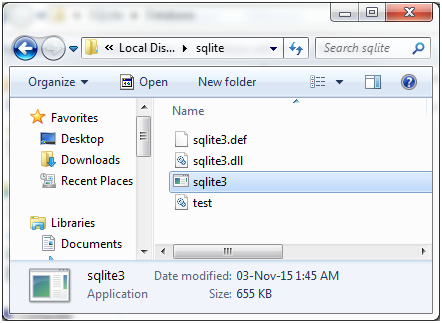 « Local Dis... ▸ sqlite
Search sqlite
Organize Open New folder
Favorites
Desktop
Downloads
Recent Places
Libraries
Documents
Name
sqlite3.def
sqlite3.dll
sqlite3
test
sqlite3 Date modified: 03-Nov-15 1:45 AM
Application Size: 655 KB